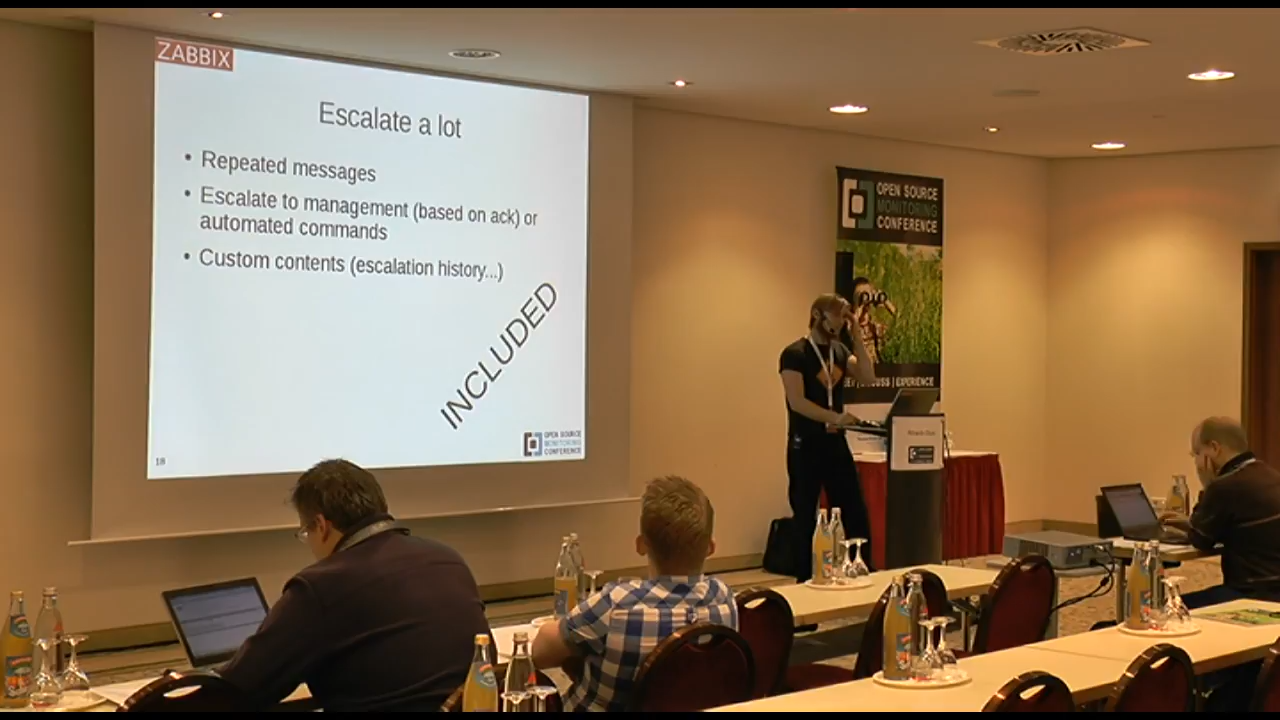 ZABBIX
Escalate a lot
• Repeated messages
• Escalate to management (based on ack) or
automated commands
• Custom contents (escalation history...)
INCLUDED
OPEN SOURCE
MONITORING
CONFERENCE
18
OPEN SOURCE
MONITORING
CONFERENCE
| EXPERIENCE